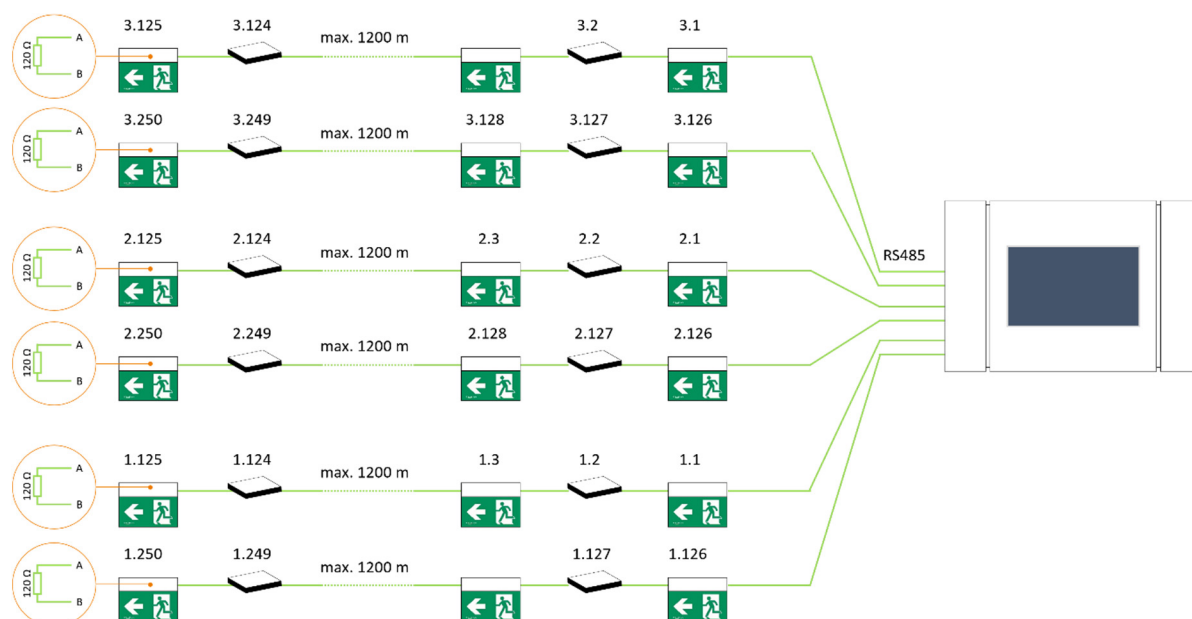 3.125 3.124 3.2 3.1
max. 1200 m
120 Ω A B
3.250 3.249 3.128 3.127 3.126
max. 1200 m
120 Ω A B
2.125 2.124 2.3 2.2 2.1
max. 1200 m
RS485
120 Ω A B
2.250 2.249 2.128 2.127 2.126
max. 1200 m
120 Ω A B
1.125 1.124 1.3 1.2 1.1
max. 1200 m
120 Ω A B
1.250 1.249 1.127 1.126
max. 1200 m
120 Ω A B